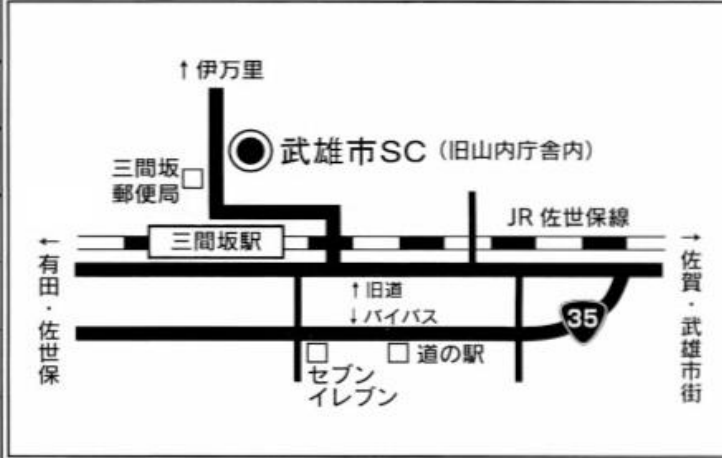 ↑伊万里
武雄市SC（旧山内庁舎内）
三間坂
郵便局
JR 佐世保線
三間坂駅
←有田・佐世保
→佐賀・武雄市街
↑旧道
↓バイパス
35
道の駅
セブン
イレブン